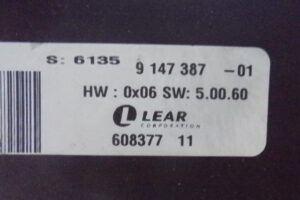 S: 6135
9 147 387 -01
HW : 0x06 SW: 5.00.60
LEAR
CORPORATION
608377 11